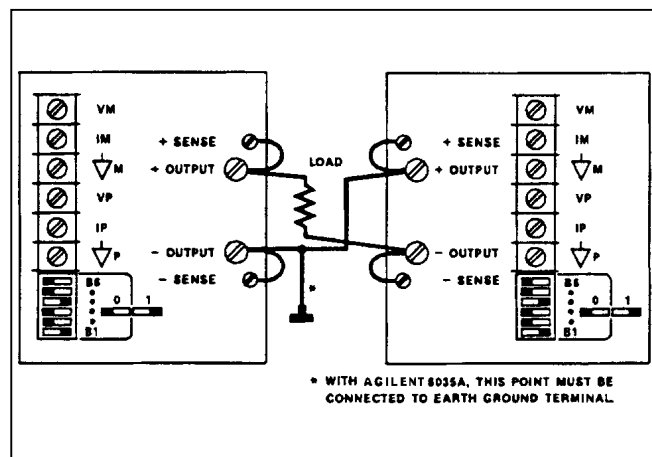 VM
IM
M
VP
IP
P
B6
0 1
B1
+ SENSE
+ OUTPUT
- OUTPUT
- SENSE
LOAD
*
+ SENSE
+ OUTPUT
- OUTPUT
- SENSE
VM
IM
M
VP
IP
P
B6
0 1
B1
* WITH AGILENT 6035A, THIS POINT MUST BE
CONNECTED TO EARTH GROUND TERMINAL